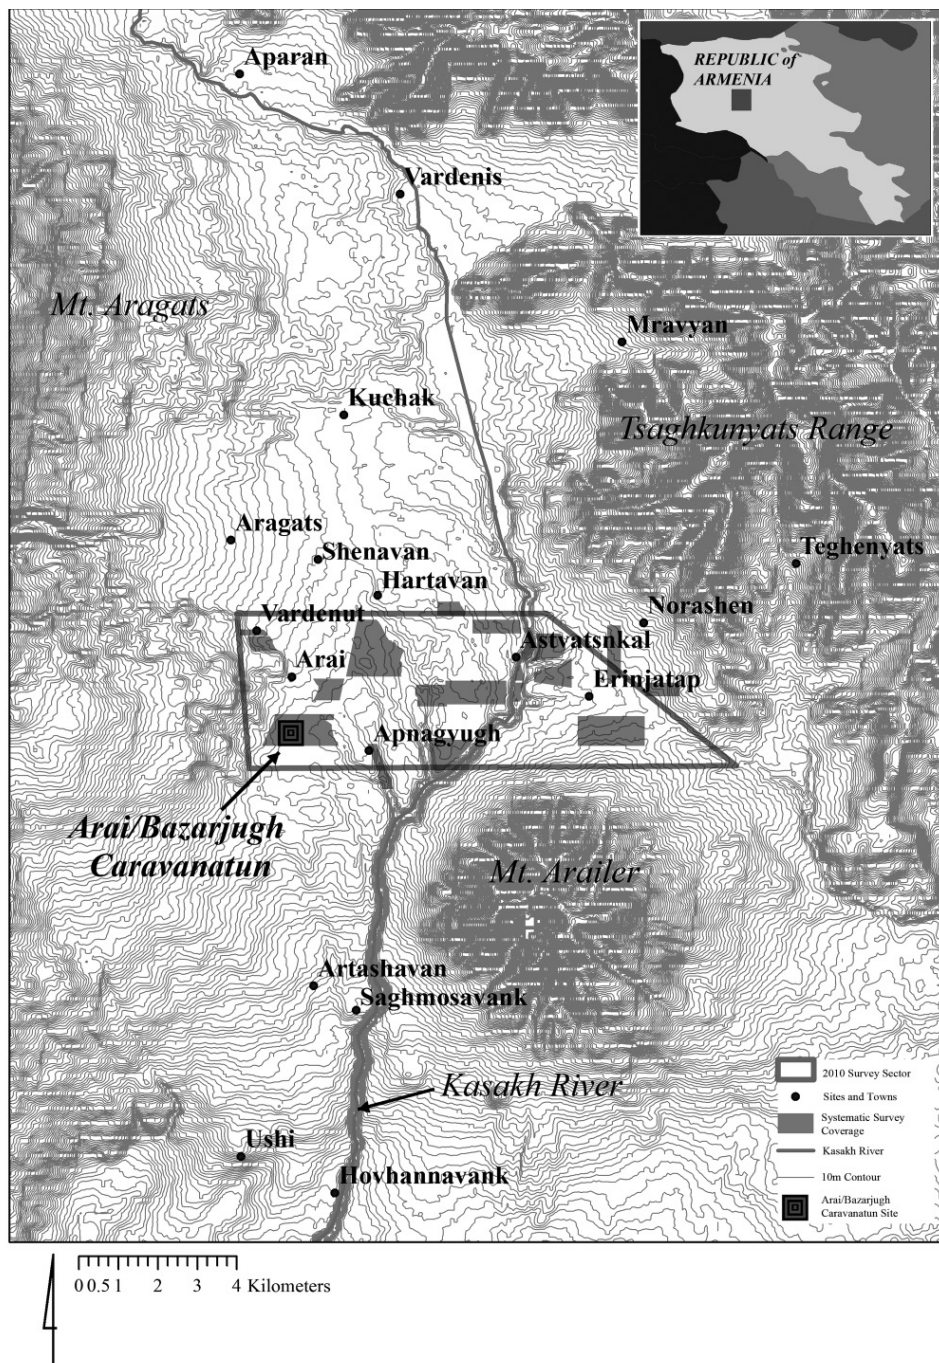 Aparan
REPUBLIC of
ARMENIA
Vardenis
Mt. Aragats
Mravyan
Kuchak
Tsaghkunyats Range
Aragats
Shenavan
Teghenyats
Hartavan
Norashen
Vardenut
Astvatsnkal
Arai
Erinjatap
Apnagyugh
Arai/Bazarjugh
Caravanatun
Mt. Arailer
Artashavan
Saghmosavank
Kasakh River
Ushi
Hovhannavank
2010 Survey Sector
Sites and Towns
Systematic Survey
Coverage
Kasakh River
10m Contour
Arai/Bazarjugh
Caravanatun Site
0 0.5 1 2 3 4 Kilometers